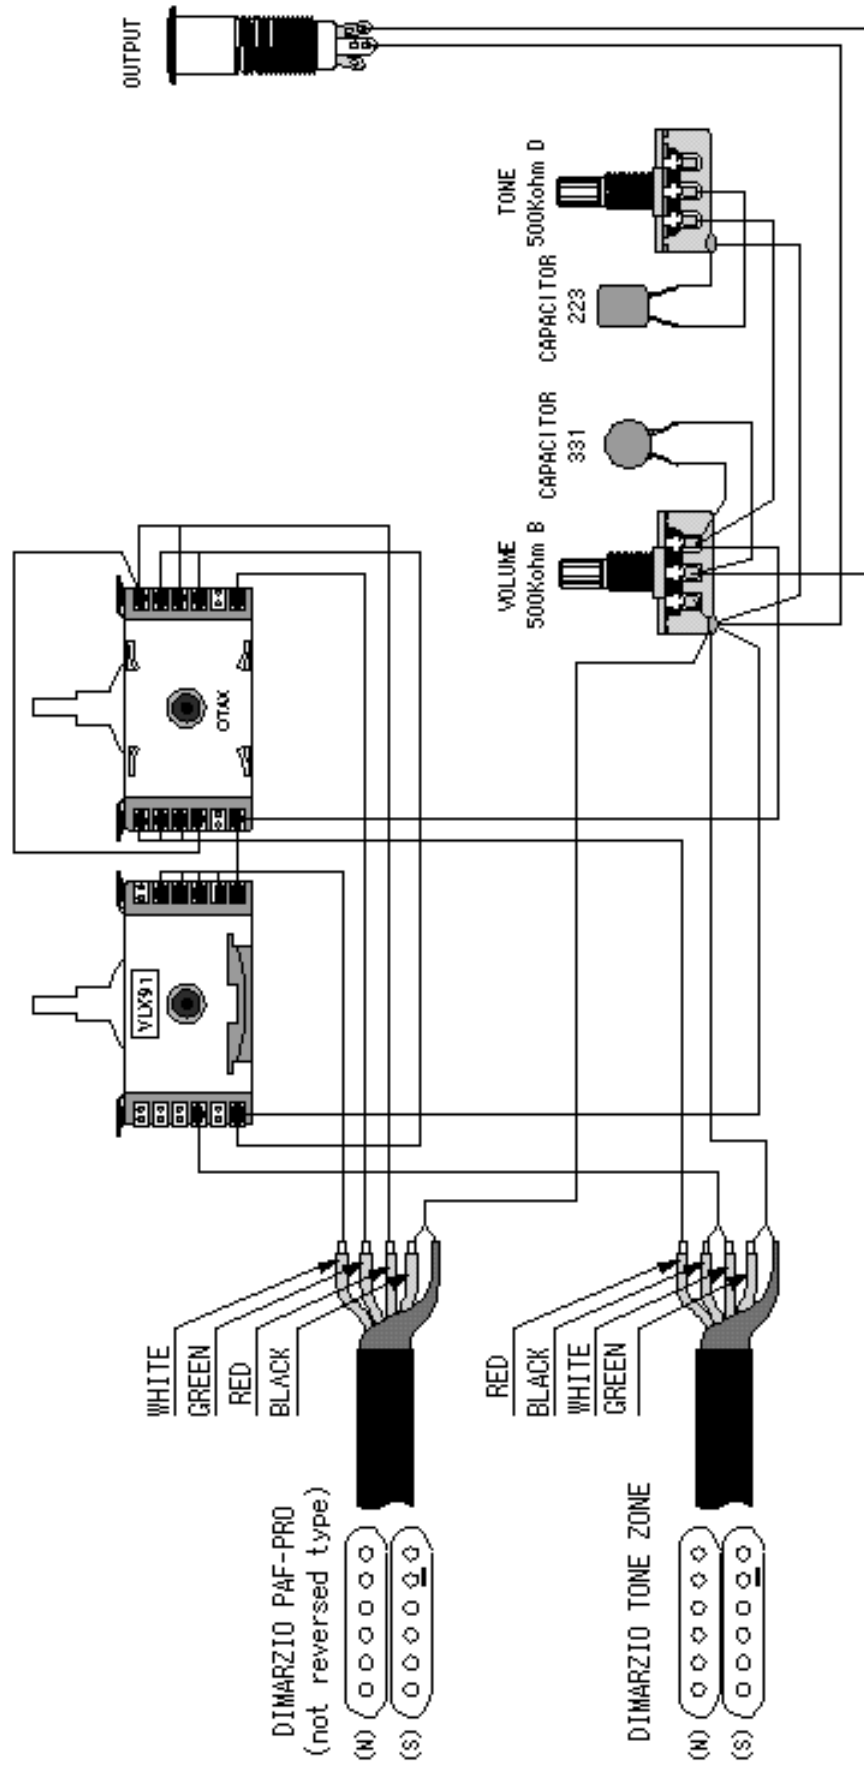 DIMARZIO PAF-PRO
(not reversed type)
(N)
(S)
WHITE
GREEN
RED
BLACK
DIMARZIO TONE ZONE
(N)
(S)
RED
BLACK
WHITE
GREEN
VLX91
OTAX
VOLUME
500Kohm B
CAPACITOR
331
CAPACITOR
223
TONE
500Kohm D
OUTPUT